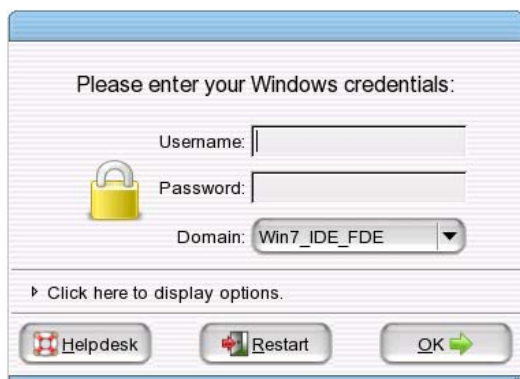 Please enter your Windows credentials:
Username:
Password:
Domain: Win7_IDE_FDE
Click here to display options.
Helpdesk Restart OK